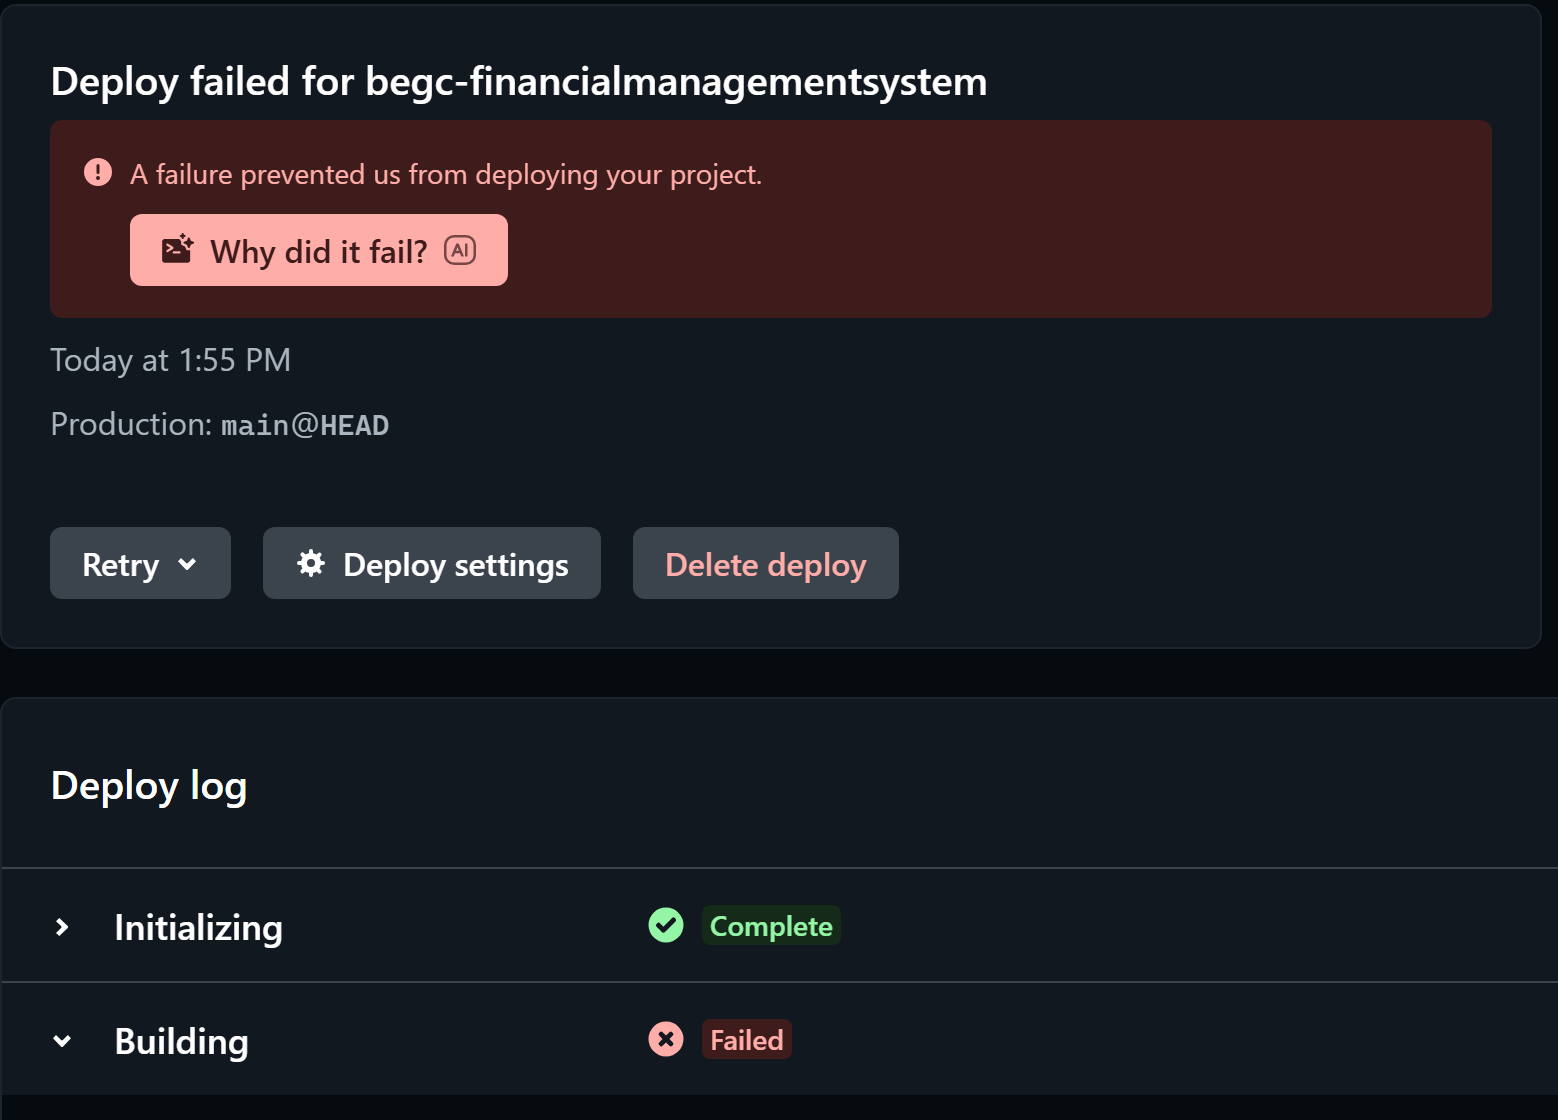 Deploy failed for begc-financialmanagementsystem
A failure prevented us from deploying your project.
Why did it fail? AI
Today at 1:55 PM
Production: main@HEAD
Retry Deploy settings Delete deploy
Deploy log
Initializing Complete
Building Failed